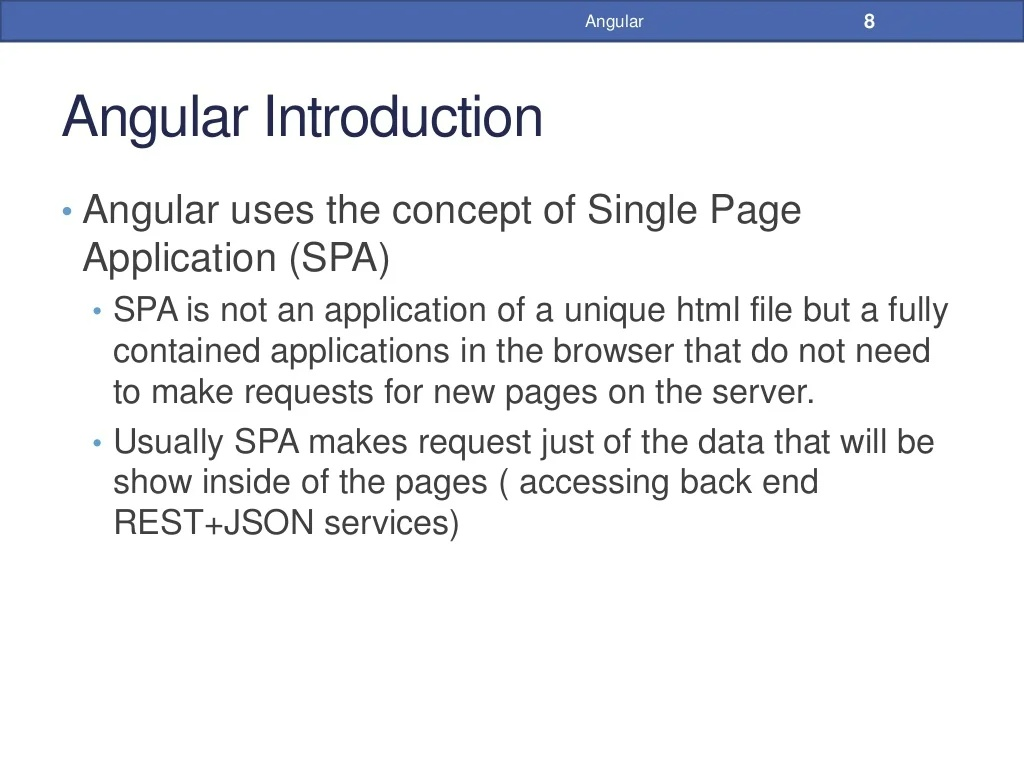 Angular 8
Angular Introduction
• Angular uses the concept of Single Page
Application (SPA)
• SPA is not an application of a unique html file but a fully
contained applications in the browser that do not need
to make requests for new pages on the server.
• Usually SPA makes request just of the data that will be
show inside of the pages ( accessing back end
REST+JSON services)